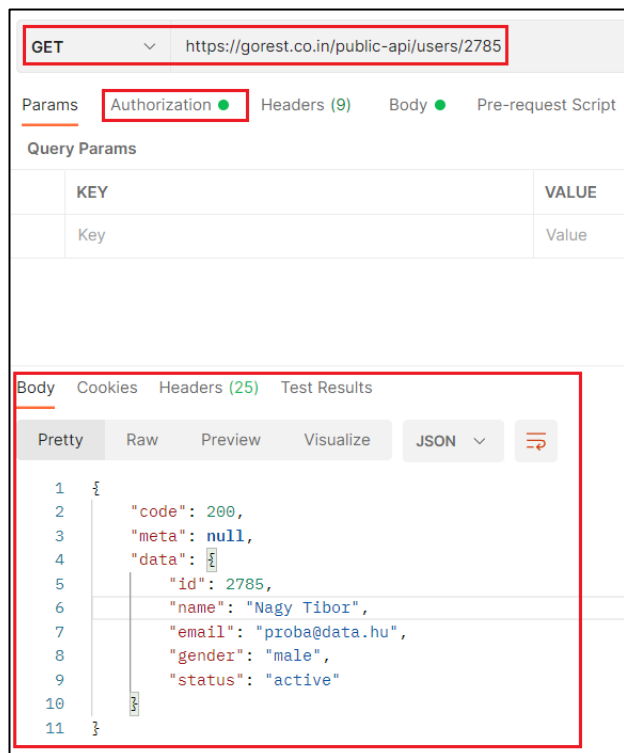 GET https://gorest.co.in/public-api/users/2785
Params Authorization Headers (9) Body Pre-request Script
Query Params
KEY VALUE
Key Value
Body Cookies Headers (25) Test Results
Pretty Raw Preview Visualize JSON
1 {
2 "code": 200,
3 "meta": null,
4 "data": {
5 "id": 2785,
6 "name": "Nagy Tibor",
7 "email": "proba@data.hu",
8 "gender": "male",
9 "status": "active"
10 }
11 }